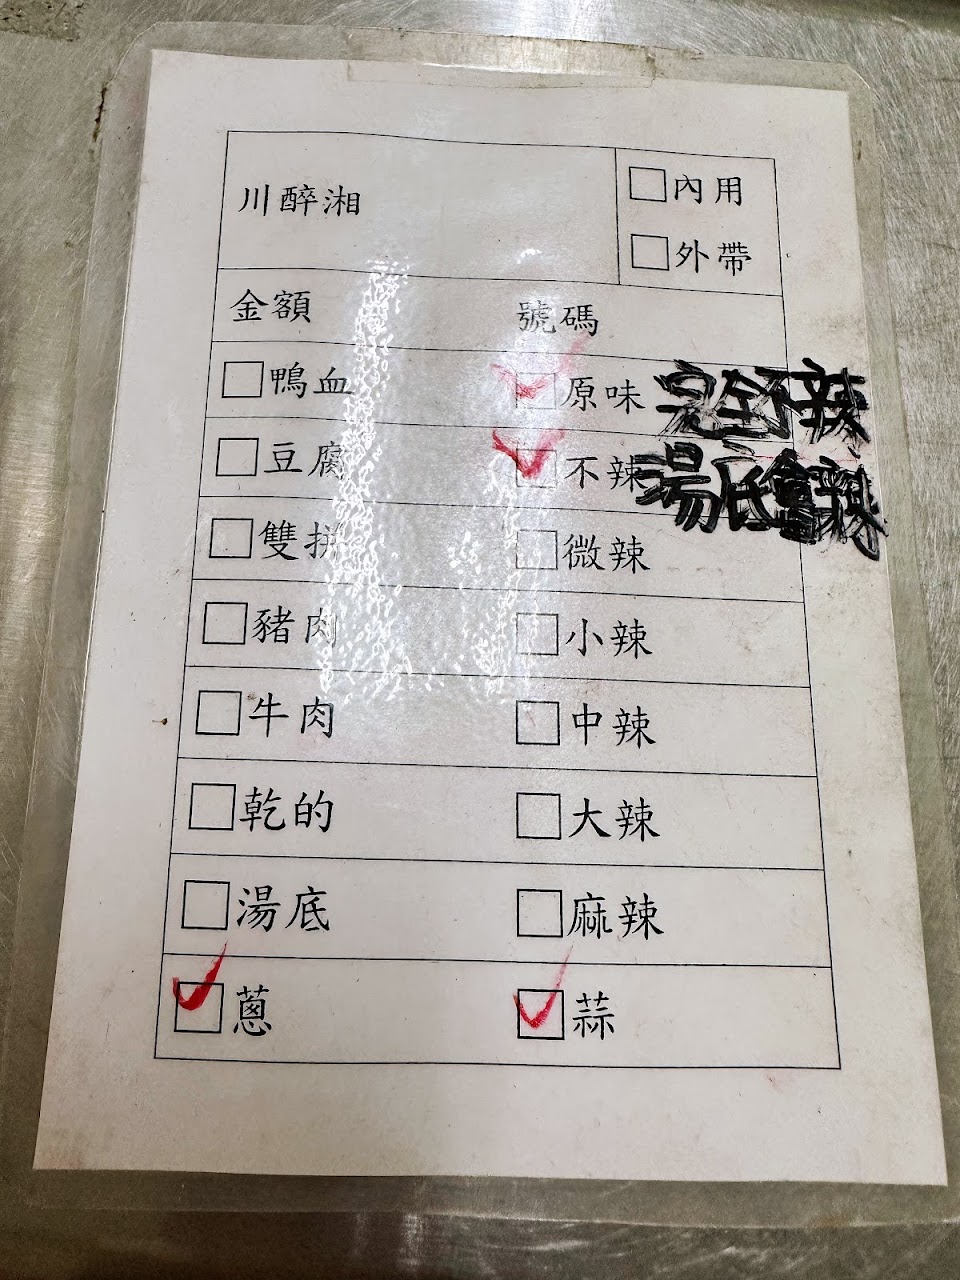 川醉湘
□內用
□外帶
金額 號碼
□鴨血 ☑原味 完全不辣
□豆腐 ☑不辣 湯底會辣
□雙拼 □微辣
□豬肉 □小辣
□牛肉 □中辣
□乾的 □大辣
□湯底 □麻辣
☑蔥 ☑蒜